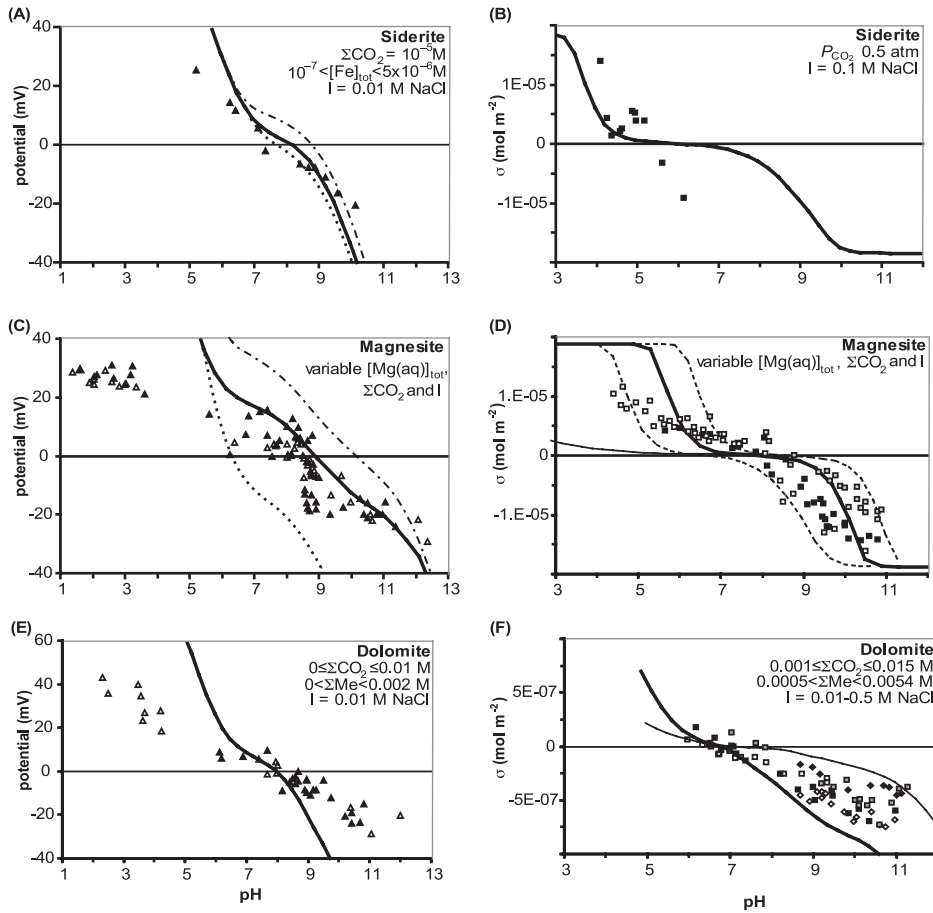 (A)
Siderite
ΣCO₂ = 10⁻⁵M
10⁻⁷<[Fe]tot<5x10⁻⁶M
I = 0.01 M NaCl
potential (mV)
40
20
0
-20
-40
1 3 5 7 9 11 13
(B)
Siderite
PCO₂ 0.5 atm
I = 0.1 M NaCl
σ (mol m⁻²)
1E-05
0
-1E-05
3 5 7 9 11
(C)
Magnesite
variable [Mg(aq)]tot,
ΣCO₂ and I
potential (mV)
40
20
0
-20
-40
1 3 5 7 9 11 13
(D)
Magnesite
variable [Mg(aq)]tot, ΣCO₂ and I
σ (mol m⁻²)
1.E-05
0
-1.E-05
3 5 7 9 11
(E)
Dolomite
0≤ΣCO₂≤0.01 M
0<ΣMe<0.002 M
I = 0.01 M NaCl
potential (mV)
60
40
20
0
-20
-40
1 3 5 7 9 11 13
pH
(F)
Dolomite
0.001≤ΣCO₂≤0.015 M
0.0005<ΣMe<0.0054 M
I = 0.01-0.5 M NaCl
σ (mol m⁻²)
5E-07
0
-5E-07
3 5 7 9 11
pH